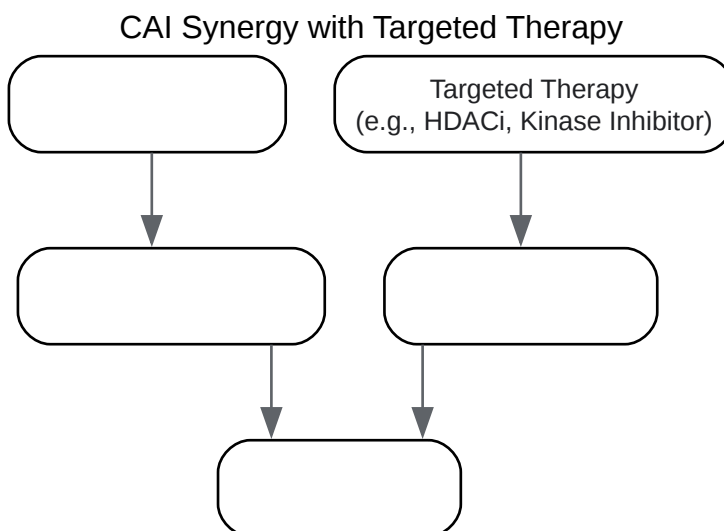 CAI Synergy with Targeted Therapy
Targeted Therapy
(e.g., HDACi, Kinase Inhibitor)